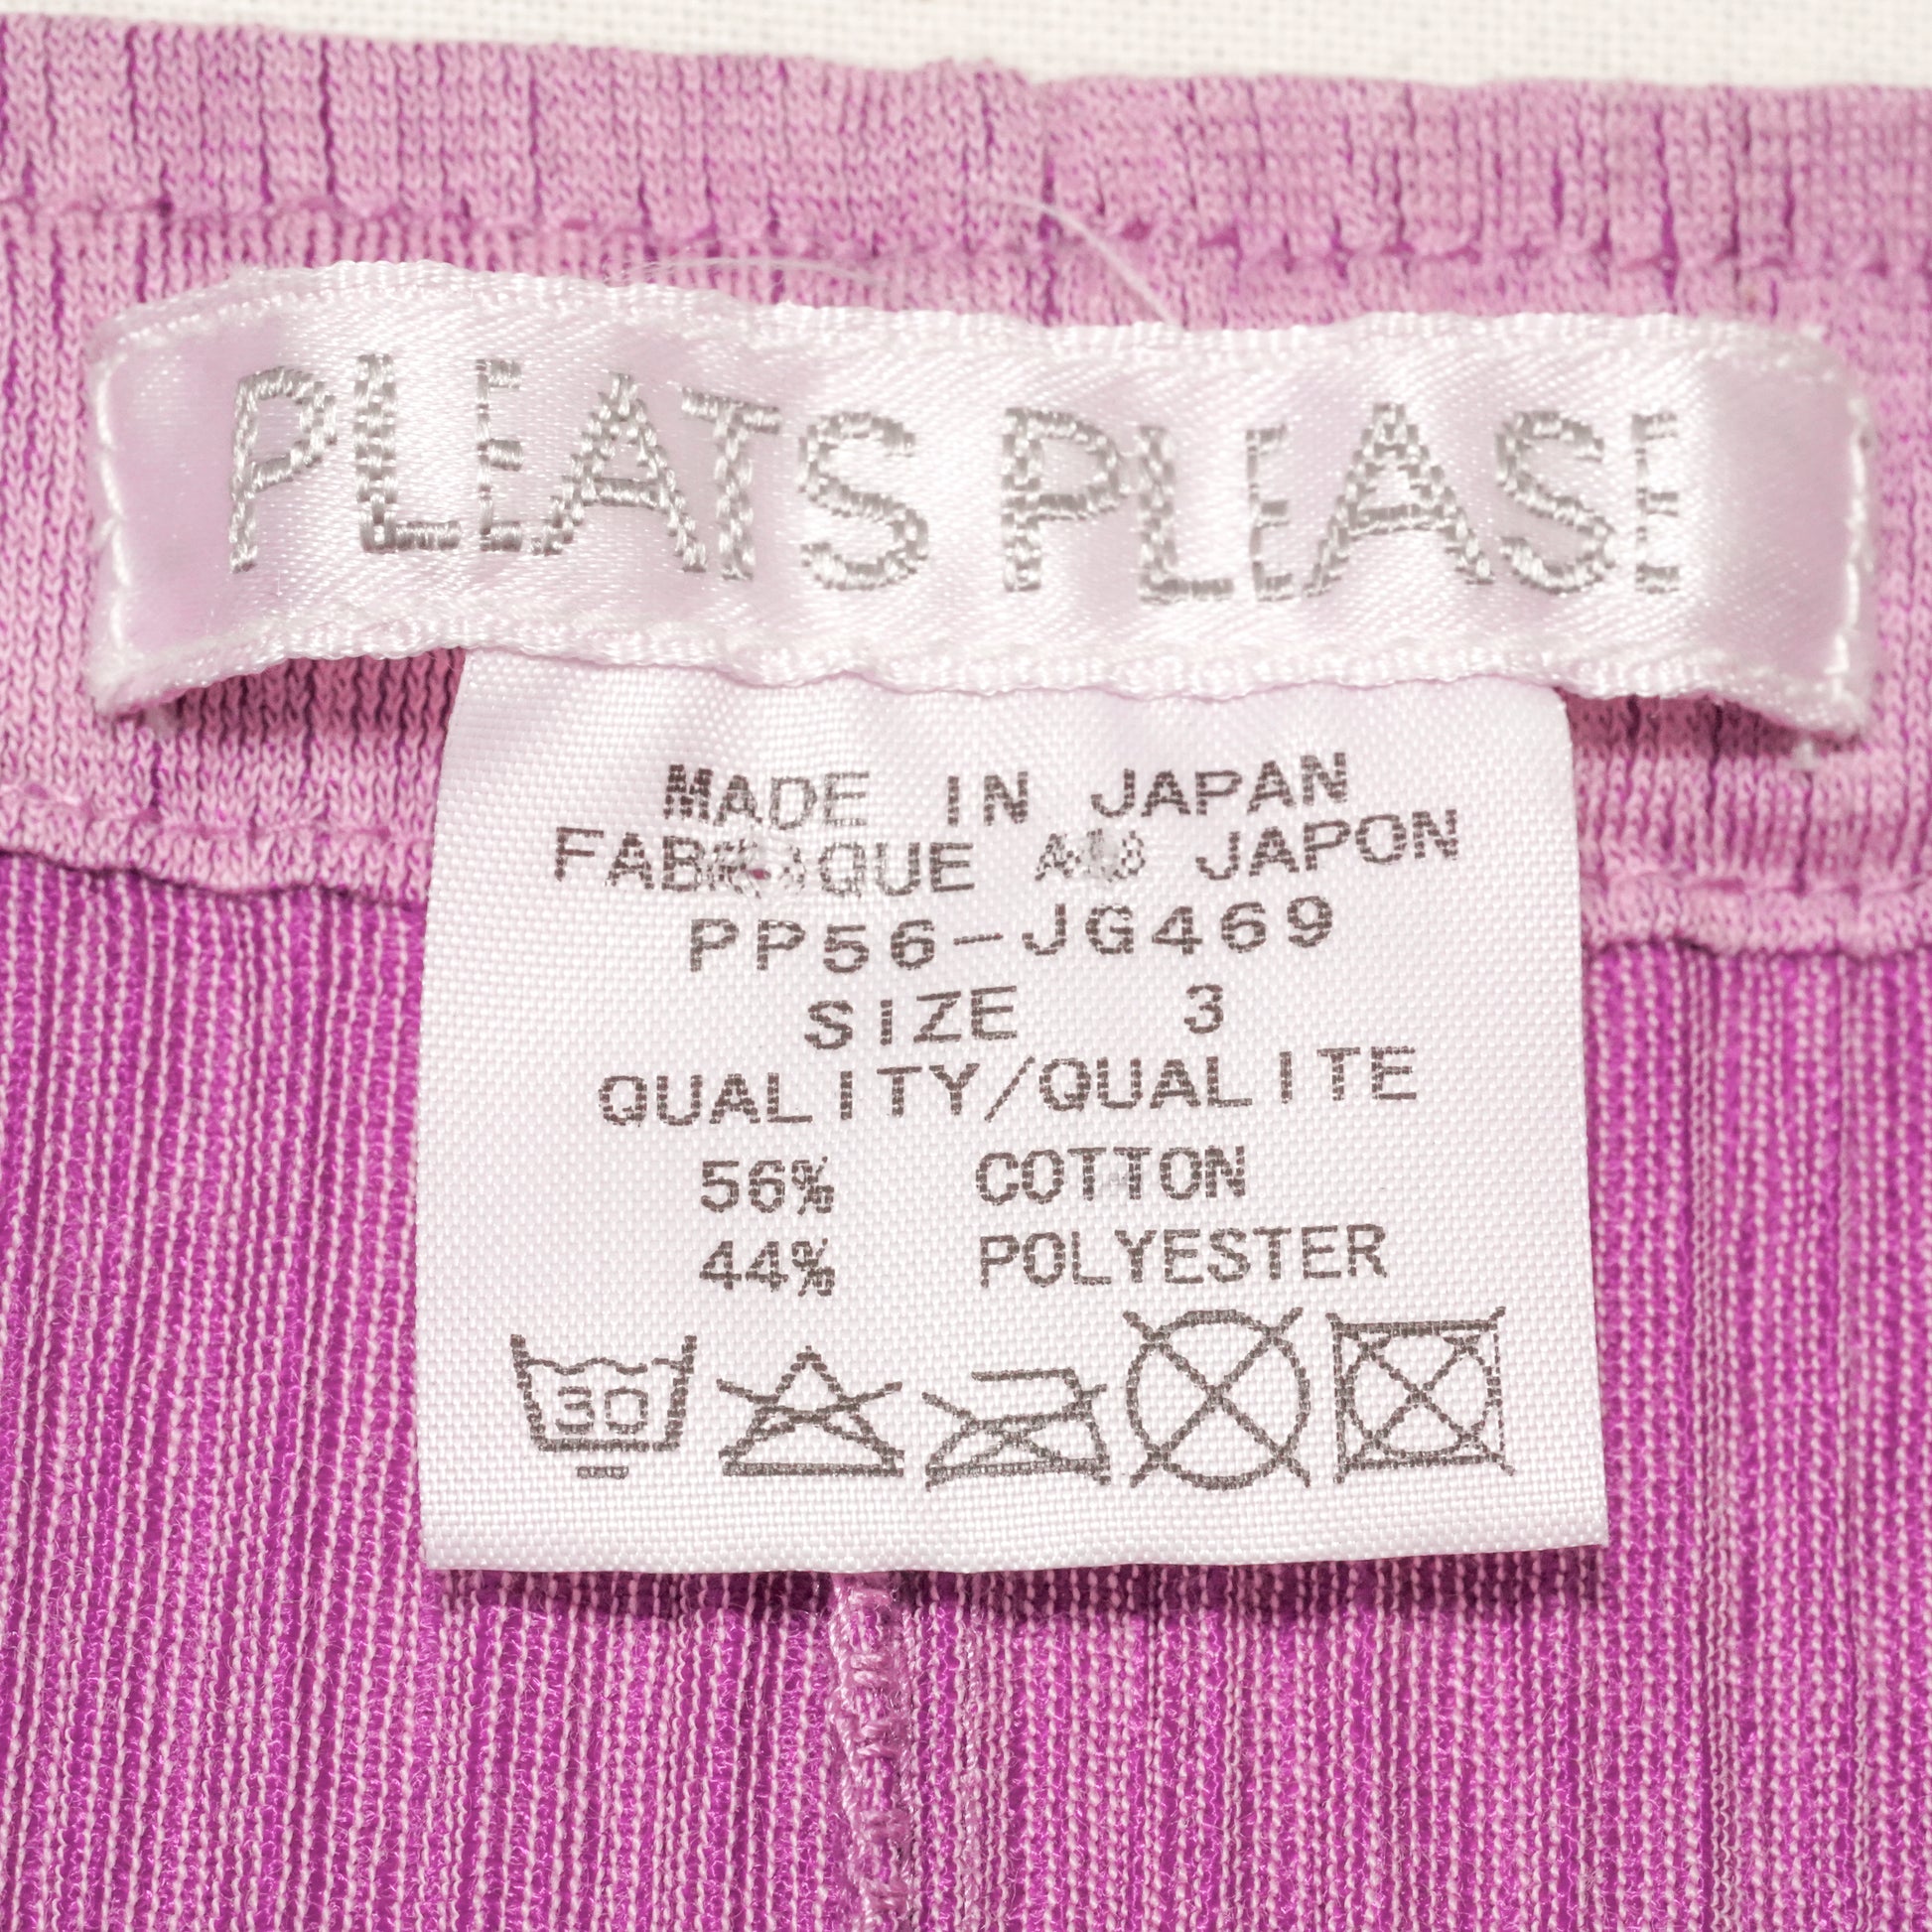 PLEATS PLEASE
MADE IN JAPAN
FABRIQUE AU JAPON
PP56-JG469
SIZE 3
QUALITY/QUALITE
56% COTTON
44% POLYESTER
30